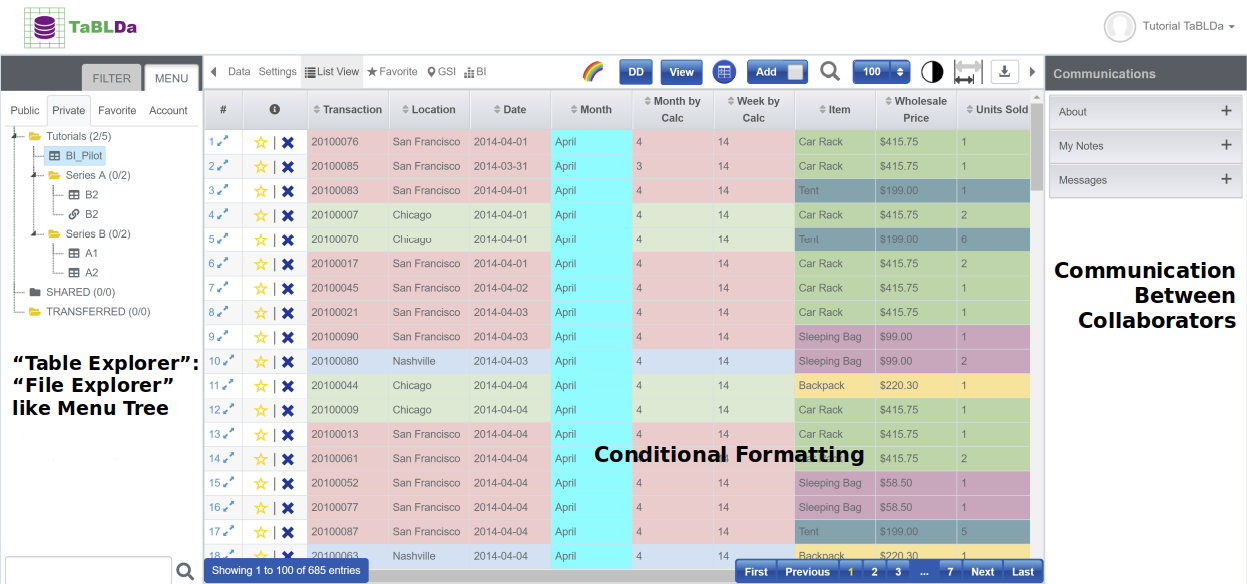 TaBLDa
Tutorial TaBLDa
FILTER MENU
Data Settings List View Favorite GSI BI
DD View Add 100
Communications
Public Private Favorite Account
Tutorials (2/5)
BI_Pilot
Series A (0/2)
B2
B2
Series B (0/2)
A1
A2
SHARED (0/0)
TRANSFERRED (0/0)
“Table Explorer”:
“File Explorer”
like Menu Tree
# Transaction Location Date Month Month by Calc Week by Calc Item Wholesale Price Units Sold
1 | 20100076 San Francisco 2014-04-01 April 4 14 Car Rack $415.75 1
2 | 20100085 San Francisco 2014-03-31 April 3 14 Car Rack $415.75 1
3 | 20100083 San Francisco 2014-04-01 April 4 14 Tent $199.00 1
4 | 20100007 Chicago 2014-04-01 April 4 14 Car Rack $415.75 2
5 | 20100070 Chicago 2014-04-01 April 4 14 Tent $199.00 6
6 | 20100017 San Francisco 2014-04-01 April 4 14 Car Rack $415.75 2
7 | 20100045 San Francisco 2014-04-02 April 4 14 Car Rack $415.75 1
8 | 20100021 San Francisco 2014-04-03 April 4 14 Car Rack $415.75 1
9 | 20100090 San Francisco 2014-04-03 April 4 14 Sleeping Bag $99.00 1
10 | 20100080 Nashville 2014-04-03 April 4 14 Sleeping Bag $99.00 2
11 | 20100044 Chicago 2014-04-04 April 4 14 Backpack $220.30 1
12 | 20100009 Chicago 2014-04-04 April 4 14 Car Rack $415.75 1
13 | 20100013 San Francisco 2014-04-04 April 4 14 Car Rack $415.75 1
14 | 20100061 San Francisco 2014-04-04 April 4 14 Car Rack $415.75 2
15 | 20100052 San Francisco 2014-04-04 April 4 14 Sleeping Bag $58.50 1
16 | 20100077 San Francisco 2014-04-04 April 4 14 Sleeping Bag $58.50 1
17 | 20100087 San Francisco 2014-04-04 April 4 14 Tent $199.00 5
18 | 20100063 Nashville 2014-04-04 April 4 14 Backpack $220.30 1
Conditional Formatting
Showing 1 to 100 of 685 entries
First Previous 1 2 3 ... 7 Next Last
About +
My Notes +
Messages +
Communication
Between
Collaborators